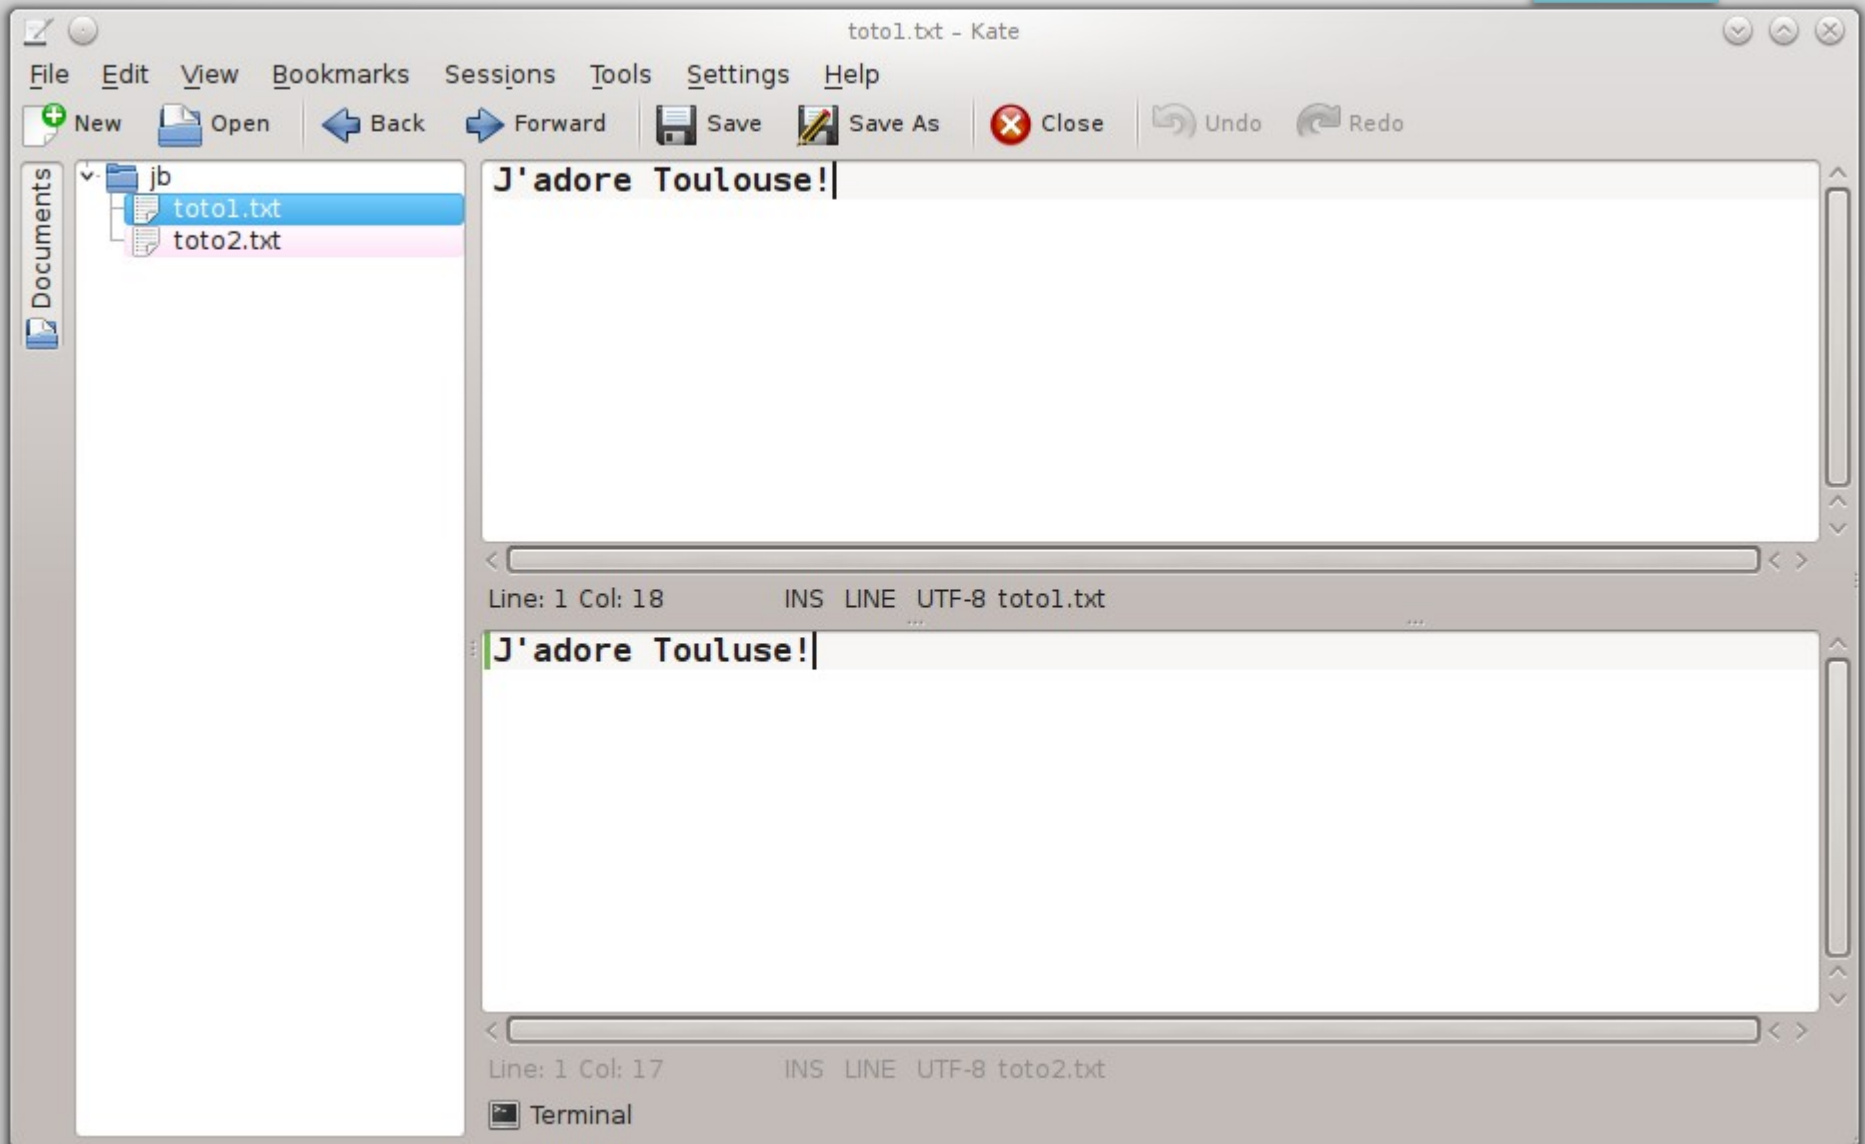 toto1.txt – Kate
File Edit View Bookmarks Sessions Tools Settings Help
New Open Back Forward Save Save As Close Undo Redo
Documents
jb
toto1.txt
toto2.txt
J'adore Toulouse!
Line: 1 Col: 18 INS LINE UTF-8 toto1.txt
J'adore Touluse!
Line: 1 Col: 17 INS LINE UTF-8 toto2.txt
Terminal